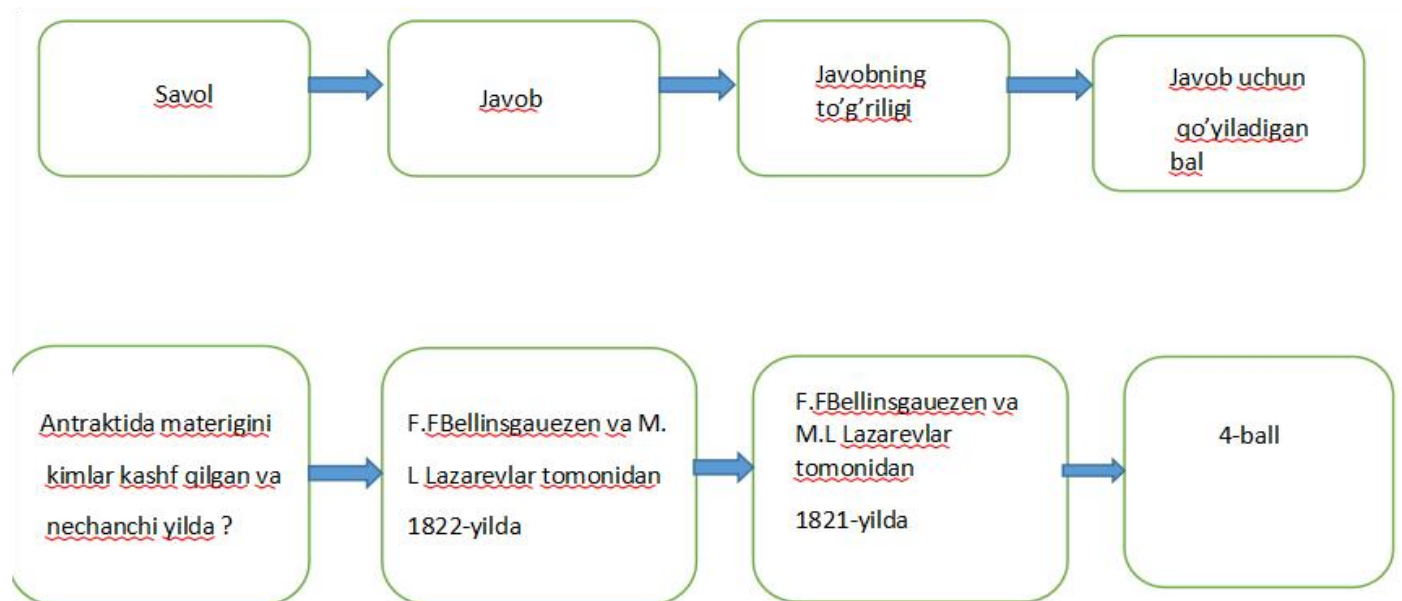 Savol
Javob
Javobning
to’g’riligi
Javob uchun
qo’yiladigan
bal
Antraktida materigini
kimlar kashf qilgan va
nechanchi yilda ?
F.FBellinsgauezen va M.
L Lazarevlar tomonidan
1822-yilda
F.FBellinsgauezen va
M.L Lazarevlar
tomonidan
1821-yilda
4-ball